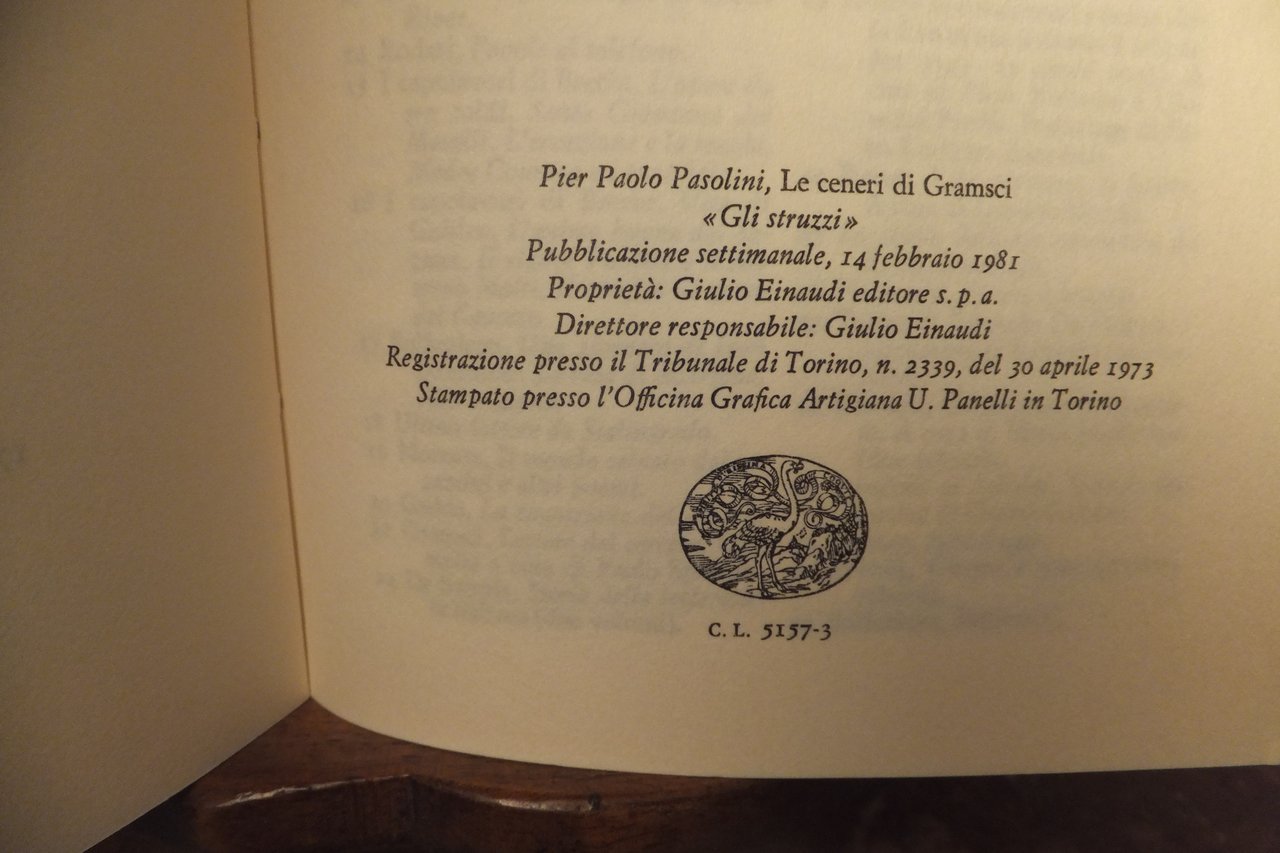 Pier Paolo Pasolini, Le ceneri di Gramsci
«Gli struzzi»
Pubblicazione settimanale, 14 febbraio 1981
Proprietà: Giulio Einaudi editore s.p.a.
Direttore responsabile: Giulio Einaudi
Registrazione presso il Tribunale di Torino, n. 2339, del 30 aprile 1973
Stampato presso l'Officina Grafica Artigiana U. Panelli in Torino
C. L. 5157-3